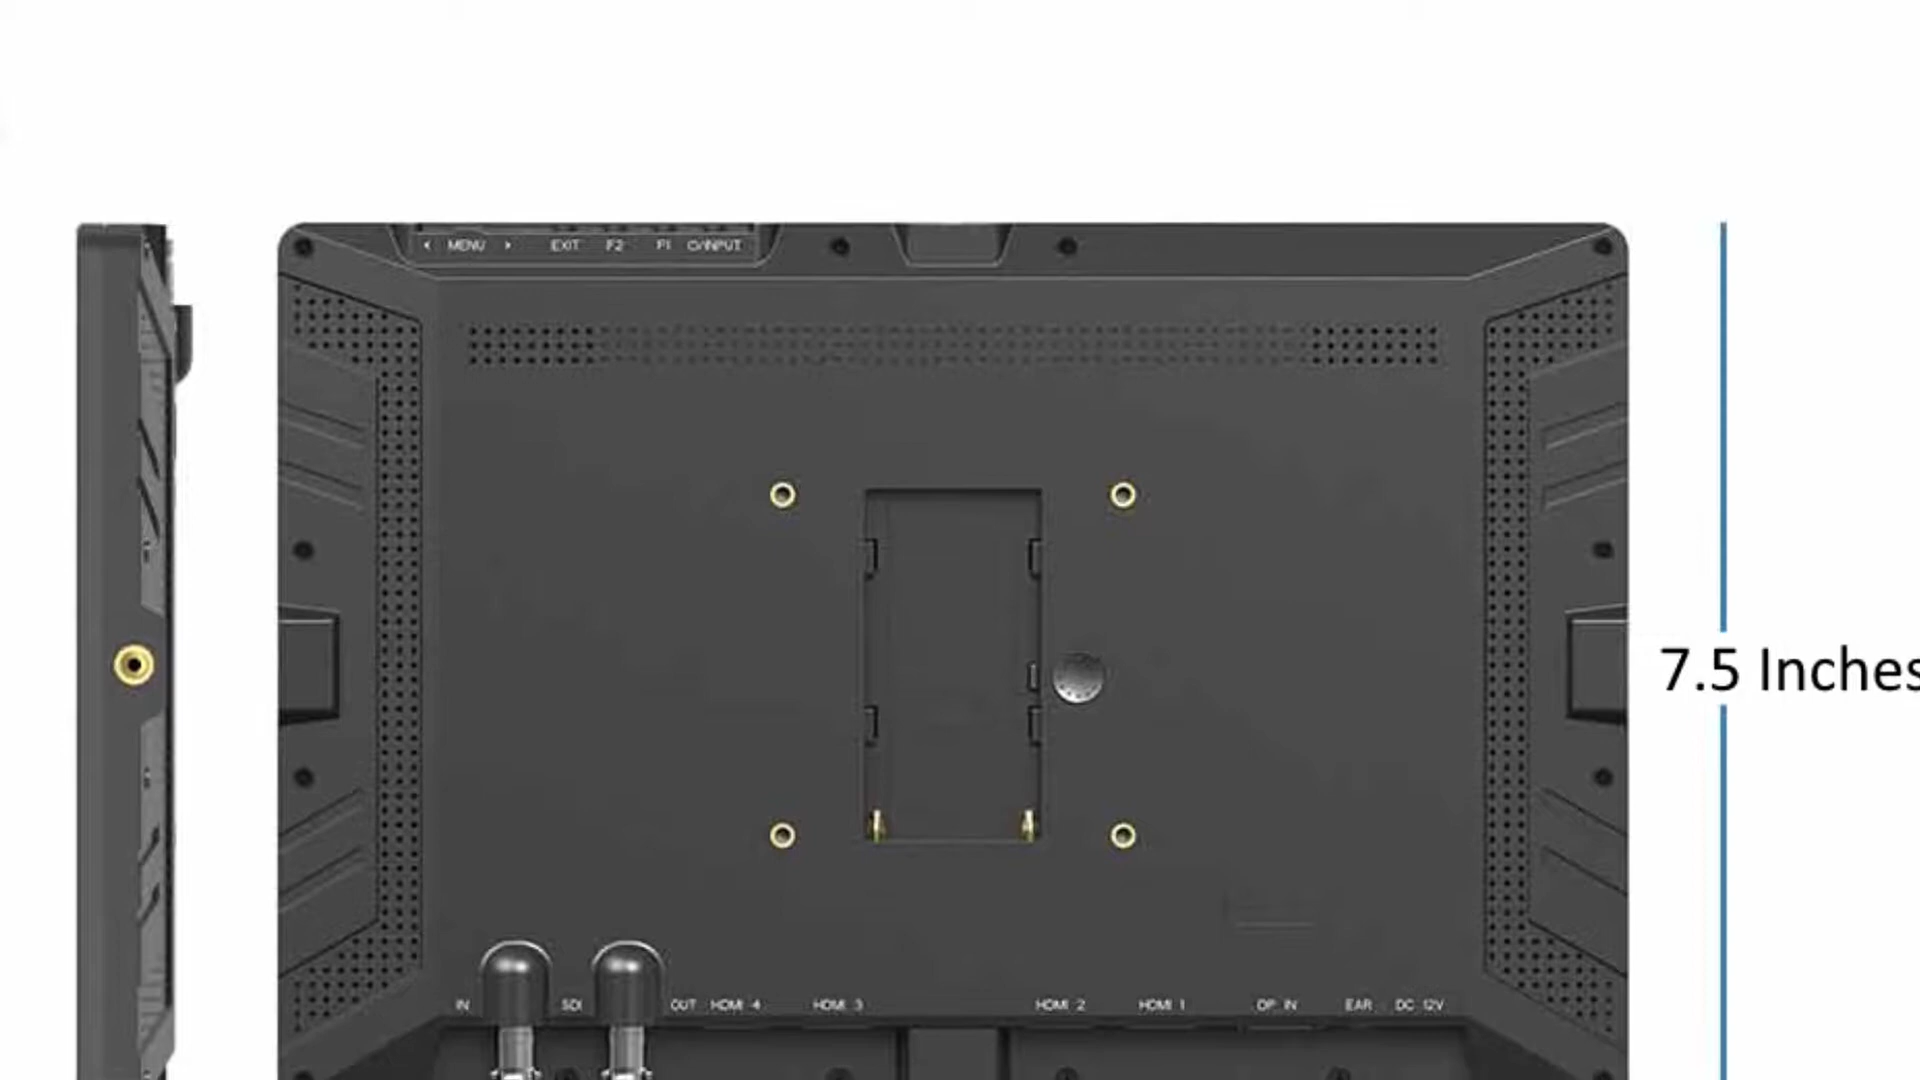 ◂ MENU ▸ EXIT F2 F1 ⏻/INPUT
7.5 Inches
IN SDI OUT HDMI 4 HDMI 3 HDMI 2 HDMI 1 DP IN EAR DC 12V